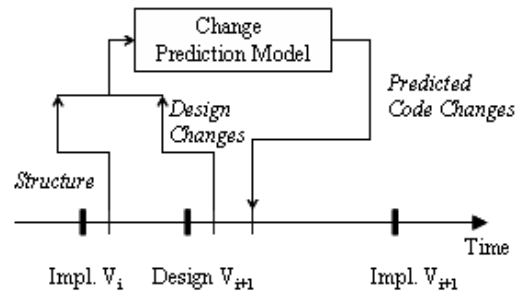 Change
Prediction Model
Predicted
Code Changes
Design
Changes
Structure
Time
Impl. Vi
Design Vi+1
Impl. Vi+1